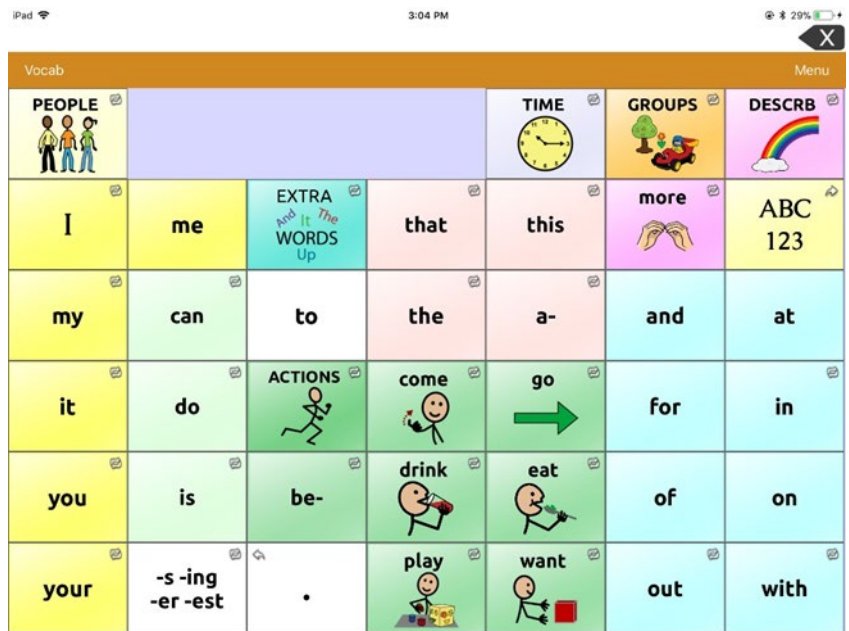 iPad 3:04 PM 29%
X
Vocab Menu
PEOPLE TIME GROUPS DESCRB
I me EXTRA And It The WORDS Up that this more ABC 123
my can to the a- and at
it do ACTIONS come go for in
you is be- drink eat of on
your -s -ing -er -est . play want out with